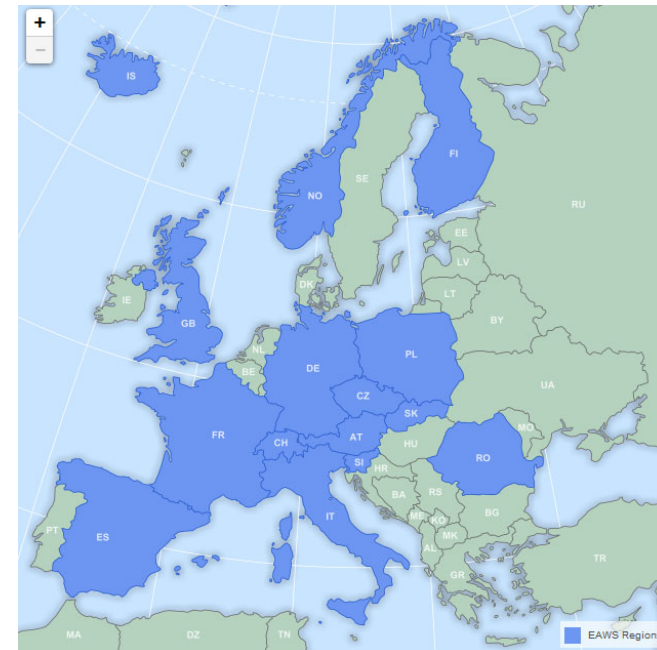 +
−
IS
NO
SE
FI
RU
EE
LV
LT
DK
IE
GB
BY
NL
BE
DE
PL
CZ
UA
SK
FR
CH
AT
HU
MO
SI
HR
RO
BA
RS
IT
ME
KO
BG
PT
ES
MK
AL
GR
TR
MA
DZ
TN
EAWS Region